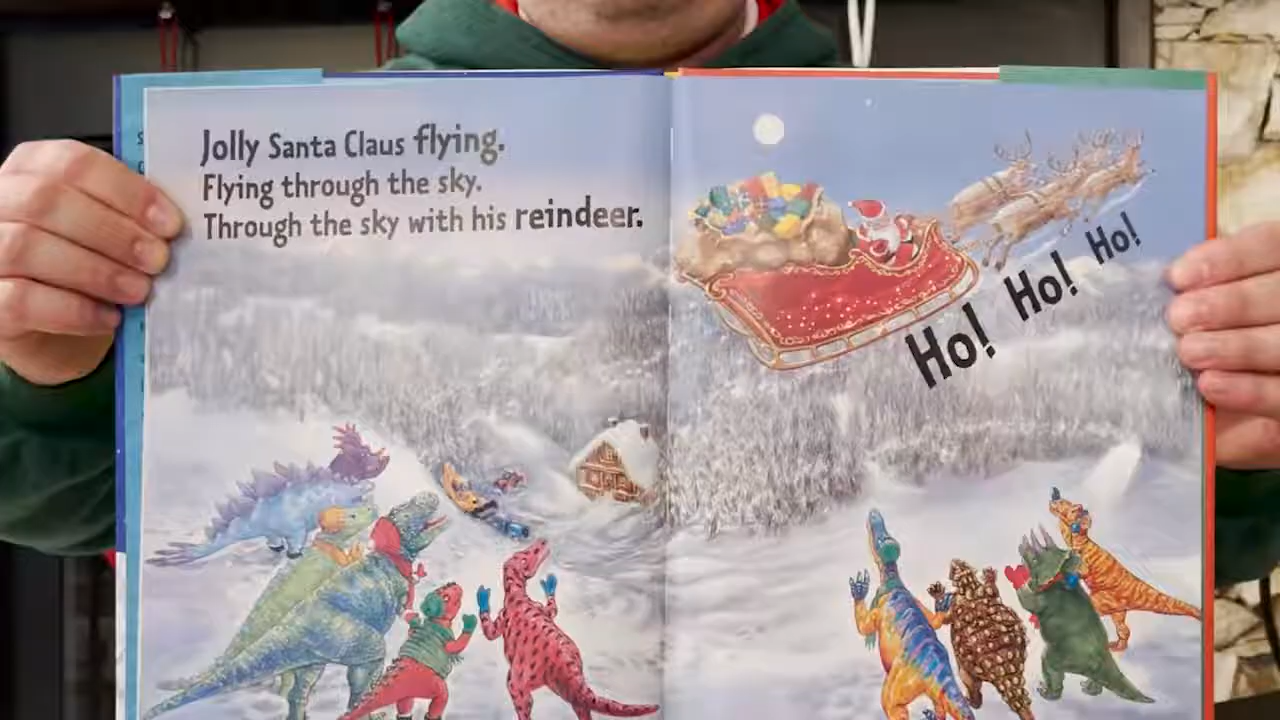 Jolly Santa Claus flying.
Flying through the sky.
Through the sky with his reindeer.
Ho! Ho! Ho!